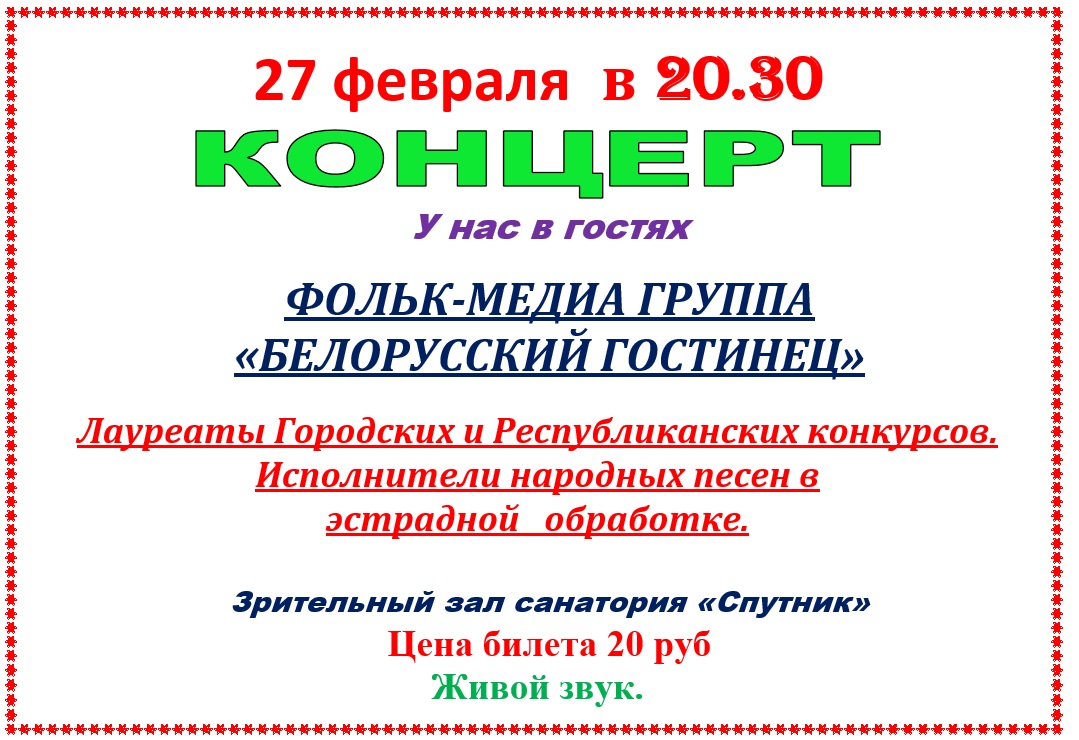 27 февраля в 20.30
КОНЦЕРТ
У нас в гостях
ФОЛЬК-МЕДИА ГРУППА
«БЕЛОРУССКИЙ ГОСТИНЕЦ»
Лауреаты Городских и Республиканских конкурсов.
Исполнители народных песен в
эстрадной обработке.
Зрительный зал санатория «Спутник»
Цена билета 20 руб
Живой звук.